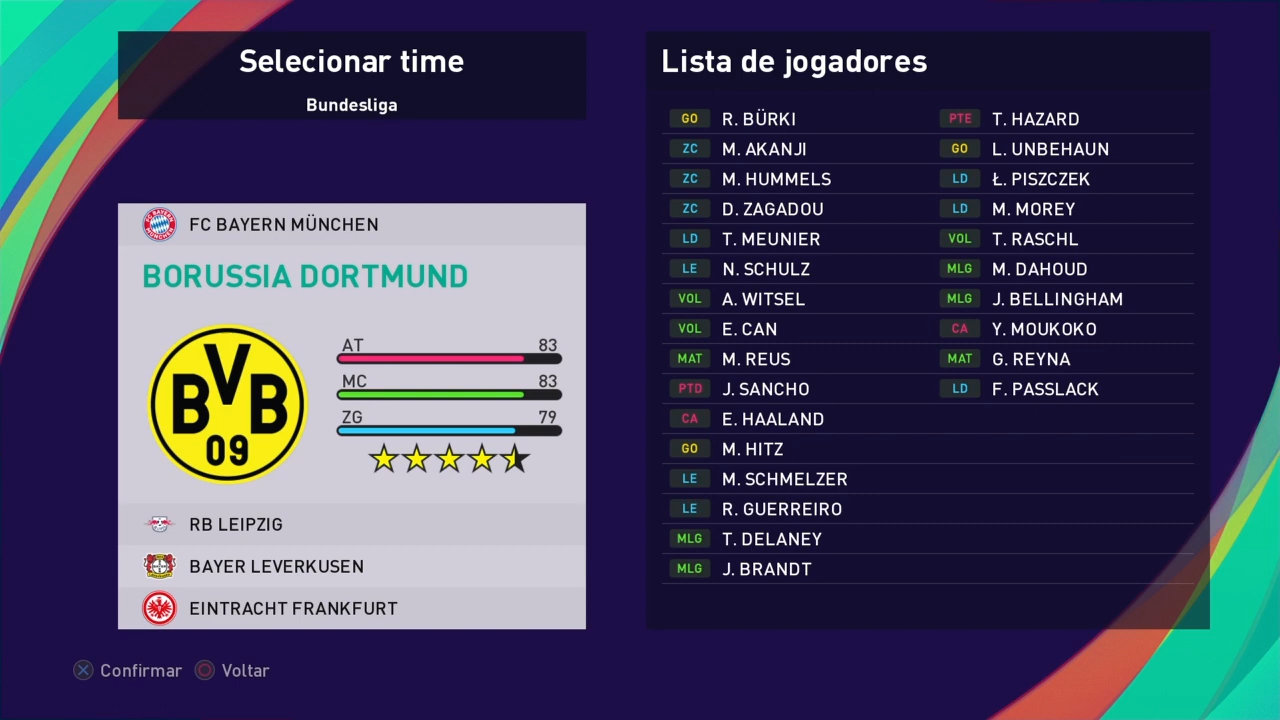 Selecionar time
Bundesliga
FC BAYERN MÜNCHEN
BORUSSIA DORTMUND
BVB
09
AT 83
MC 83
ZG 79
RB LEIPZIG
BAYER LEVERKUSEN
EINTRACHT FRANKFURT
Lista de jogadores
GO R. BÜRKI
ZC M. AKANJI
ZC M. HUMMELS
ZC D. ZAGADOU
LD T. MEUNIER
LE N. SCHULZ
VOL A. WITSEL
VOL E. CAN
MAT M. REUS
PTD J. SANCHO
CA E. HAALAND
GO M. HITZ
LE M. SCHMELZER
LE R. GUERREIRO
MLG T. DELANEY
MLG J. BRANDT
PTE T. HAZARD
GO L. UNBEHAUN
LD Ł. PISZCZEK
LD M. MOREY
VOL T. RASCHL
MLG M. DAHOUD
MLG J. BELLINGHAM
CA Y. MOUKOKO
MAT G. REYNA
LD F. PASSLACK
Confirmar Voltar